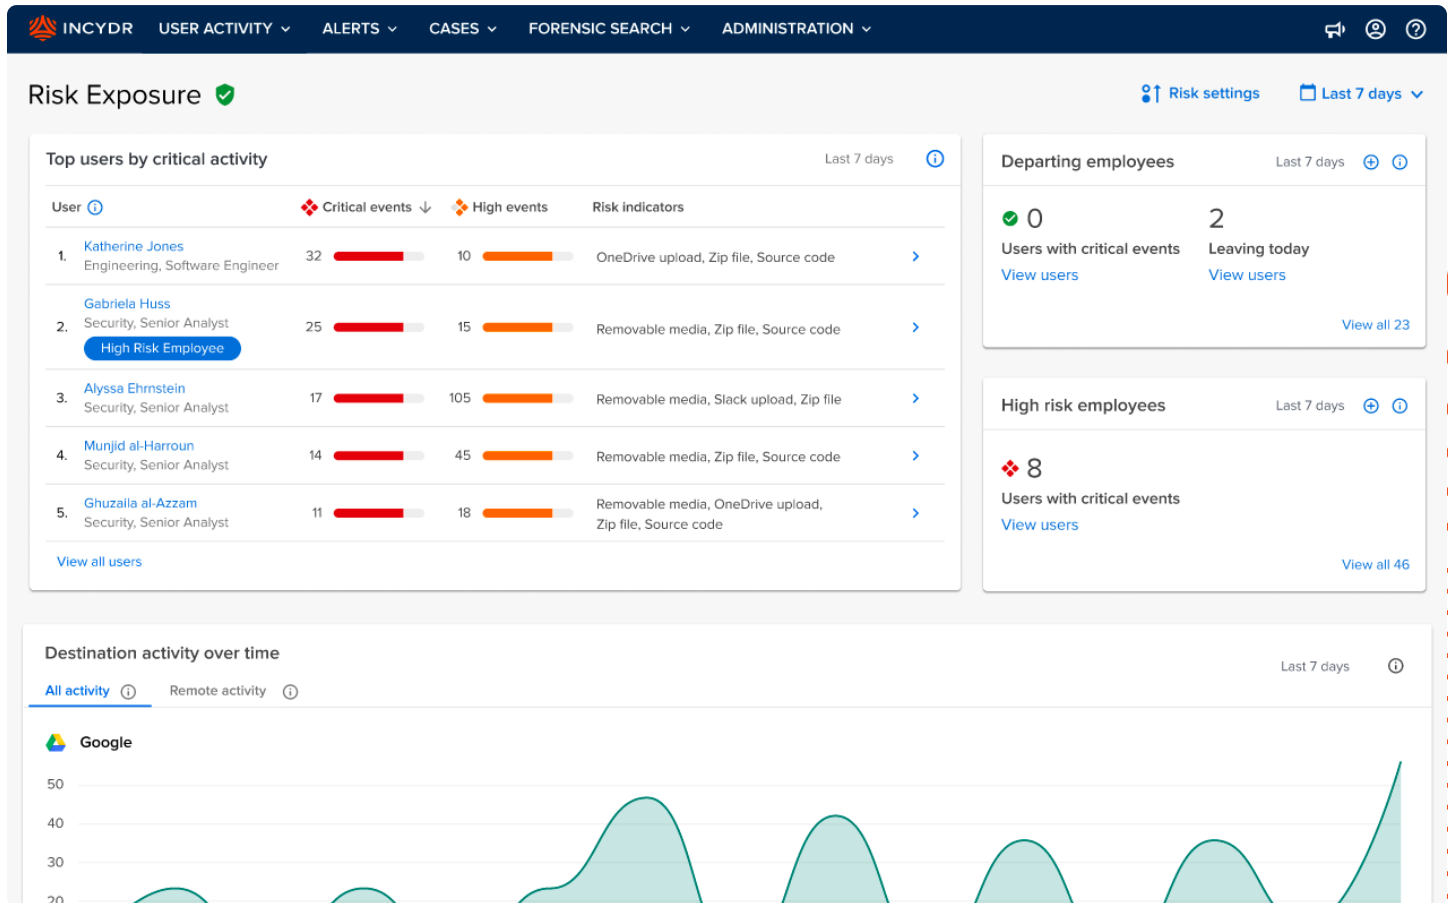 INCYDR USER ACTIVITY ALERTS CASES FORENSIC SEARCH ADMINISTRATION
Risk Exposure
Risk settings Last 7 days
Top users by critical activity Last 7 days
User Critical events High events Risk indicators
1. Katherine Jones
Engineering, Software Engineer
32 10 OneDrive upload, Zip file, Source code
2. Gabriela Huss
Security, Senior Analyst
High Risk Employee
25 15 Removable media, Zip file, Source code
3. Alyssa Ehrnstein
Security, Senior Analyst
17 105 Removable media, Slack upload, Zip file
4. Munjid al-Harroun
Security, Senior Analyst
14 45 Removable media, Zip file, Source code
5. Ghuzaila al-Azzam
Security, Senior Analyst
11 18 Removable media, OneDrive upload,
Zip file, Source code
View all users
Departing employees Last 7 days
0 2
Users with critical events Leaving today
View users View users
View all 23
High risk employees Last 7 days
8
Users with critical events
View users
View all 46
Destination activity over time
Last 7 days
All activity Remote activity
Google
50
40
30
20